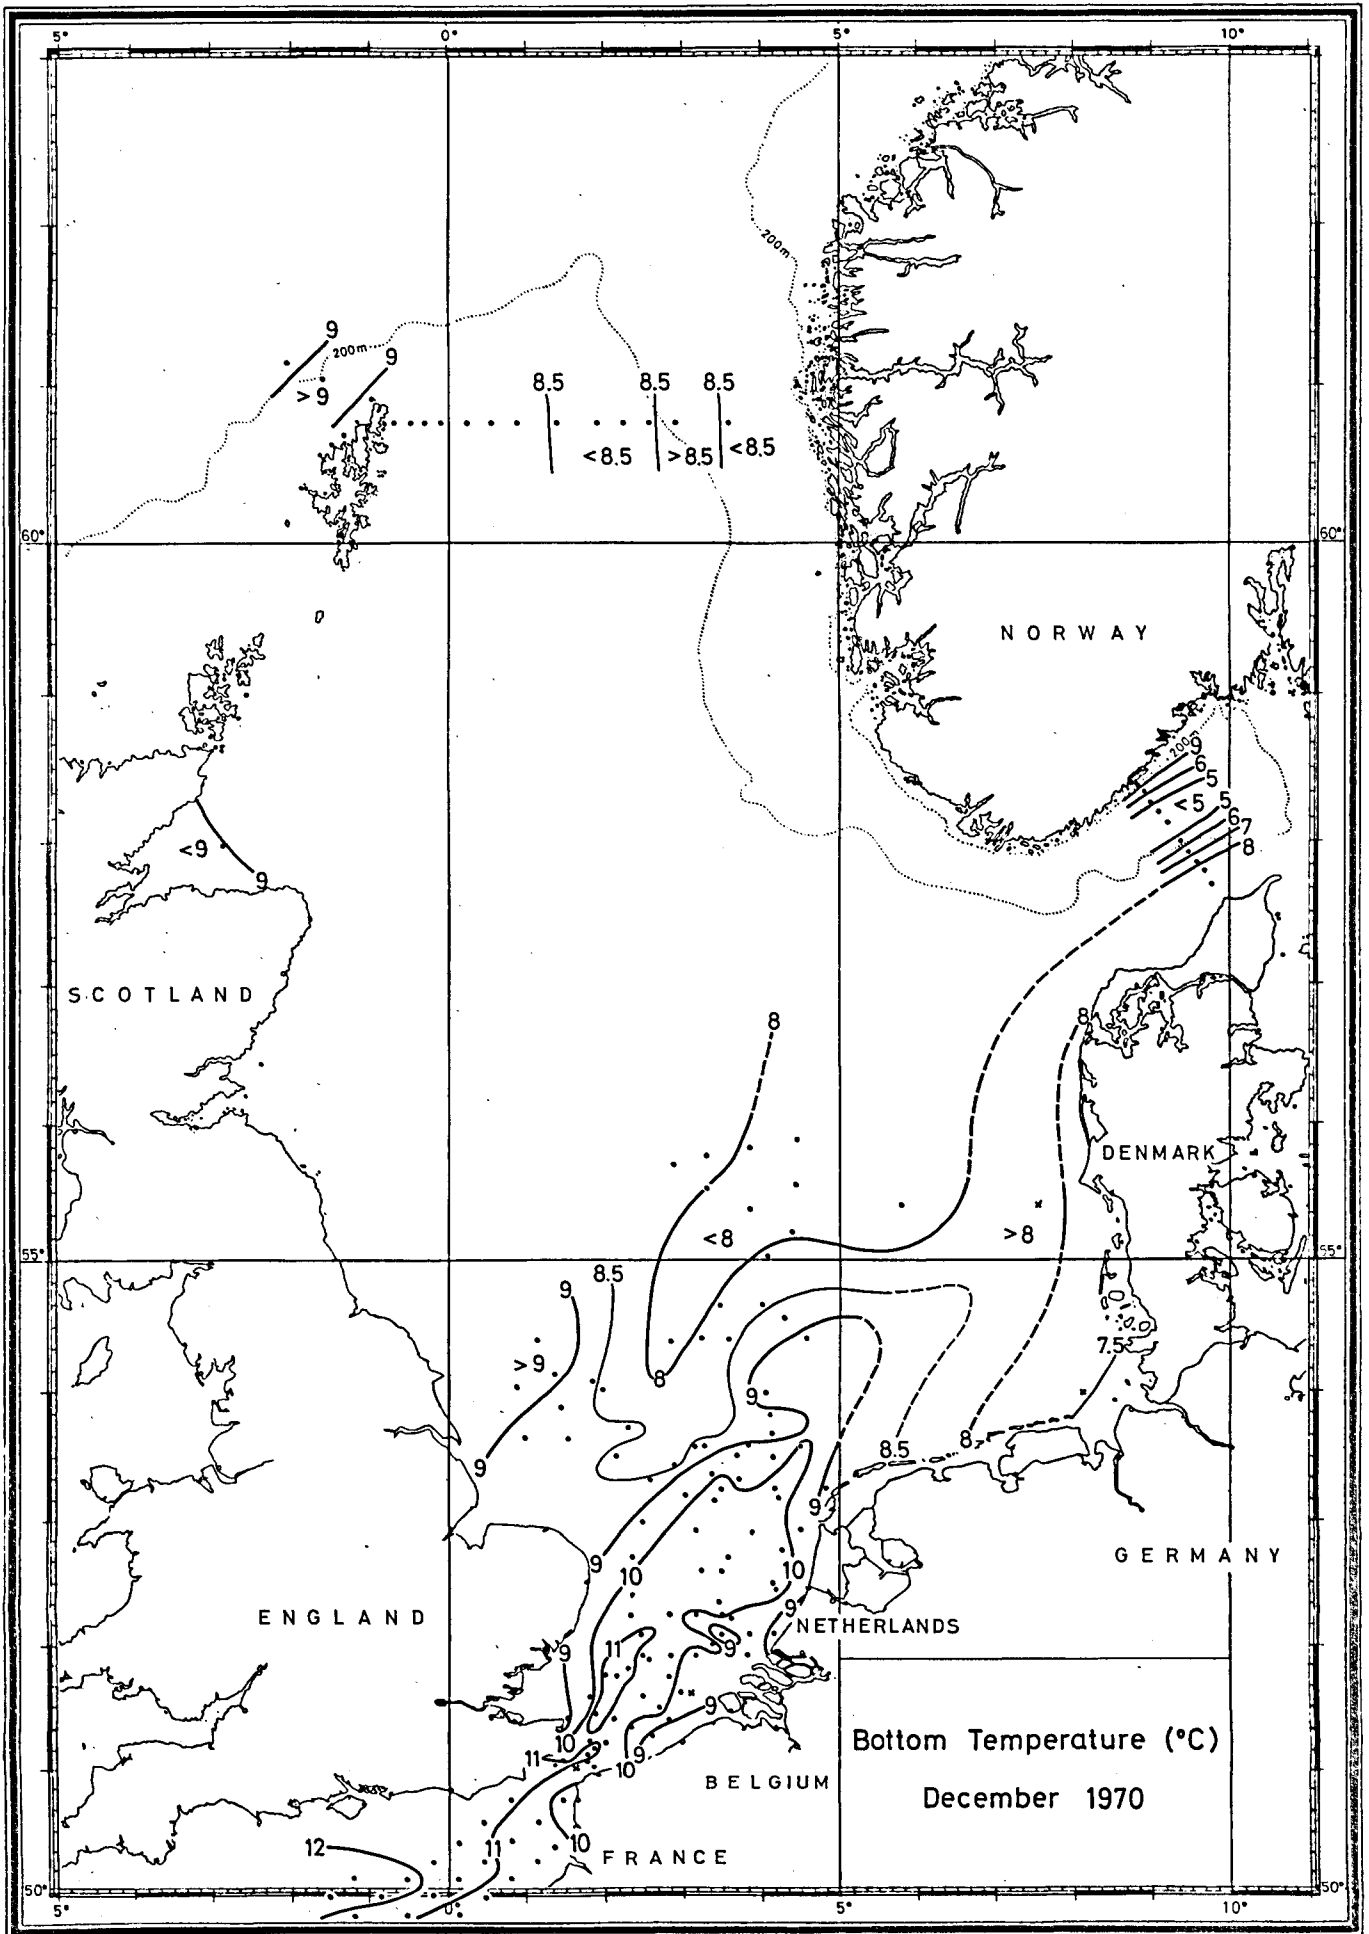 5° 0° 5° 10°
200m
9
200m
9
>9
8.5 8.5 8.5
<8.5 >8.5 <8.5
60° 60°
NORWAY
200m
9
6
5
<5
5
6
7
8
<9
9
SCOTLAND
8
8
DENMARK
<8
>8
55° 55°
9
8.5
7.5
>9
8
9
9
8.5
8
9
9
10
10
GERMANY
ENGLAND
9
NETHERLANDS
11
9
9
9
10
11
9
10
Bottom Temperature (°C)
BELGIUM
December 1970
12
11
10
FRANCE
50° 50°
5° 0° 5° 10°